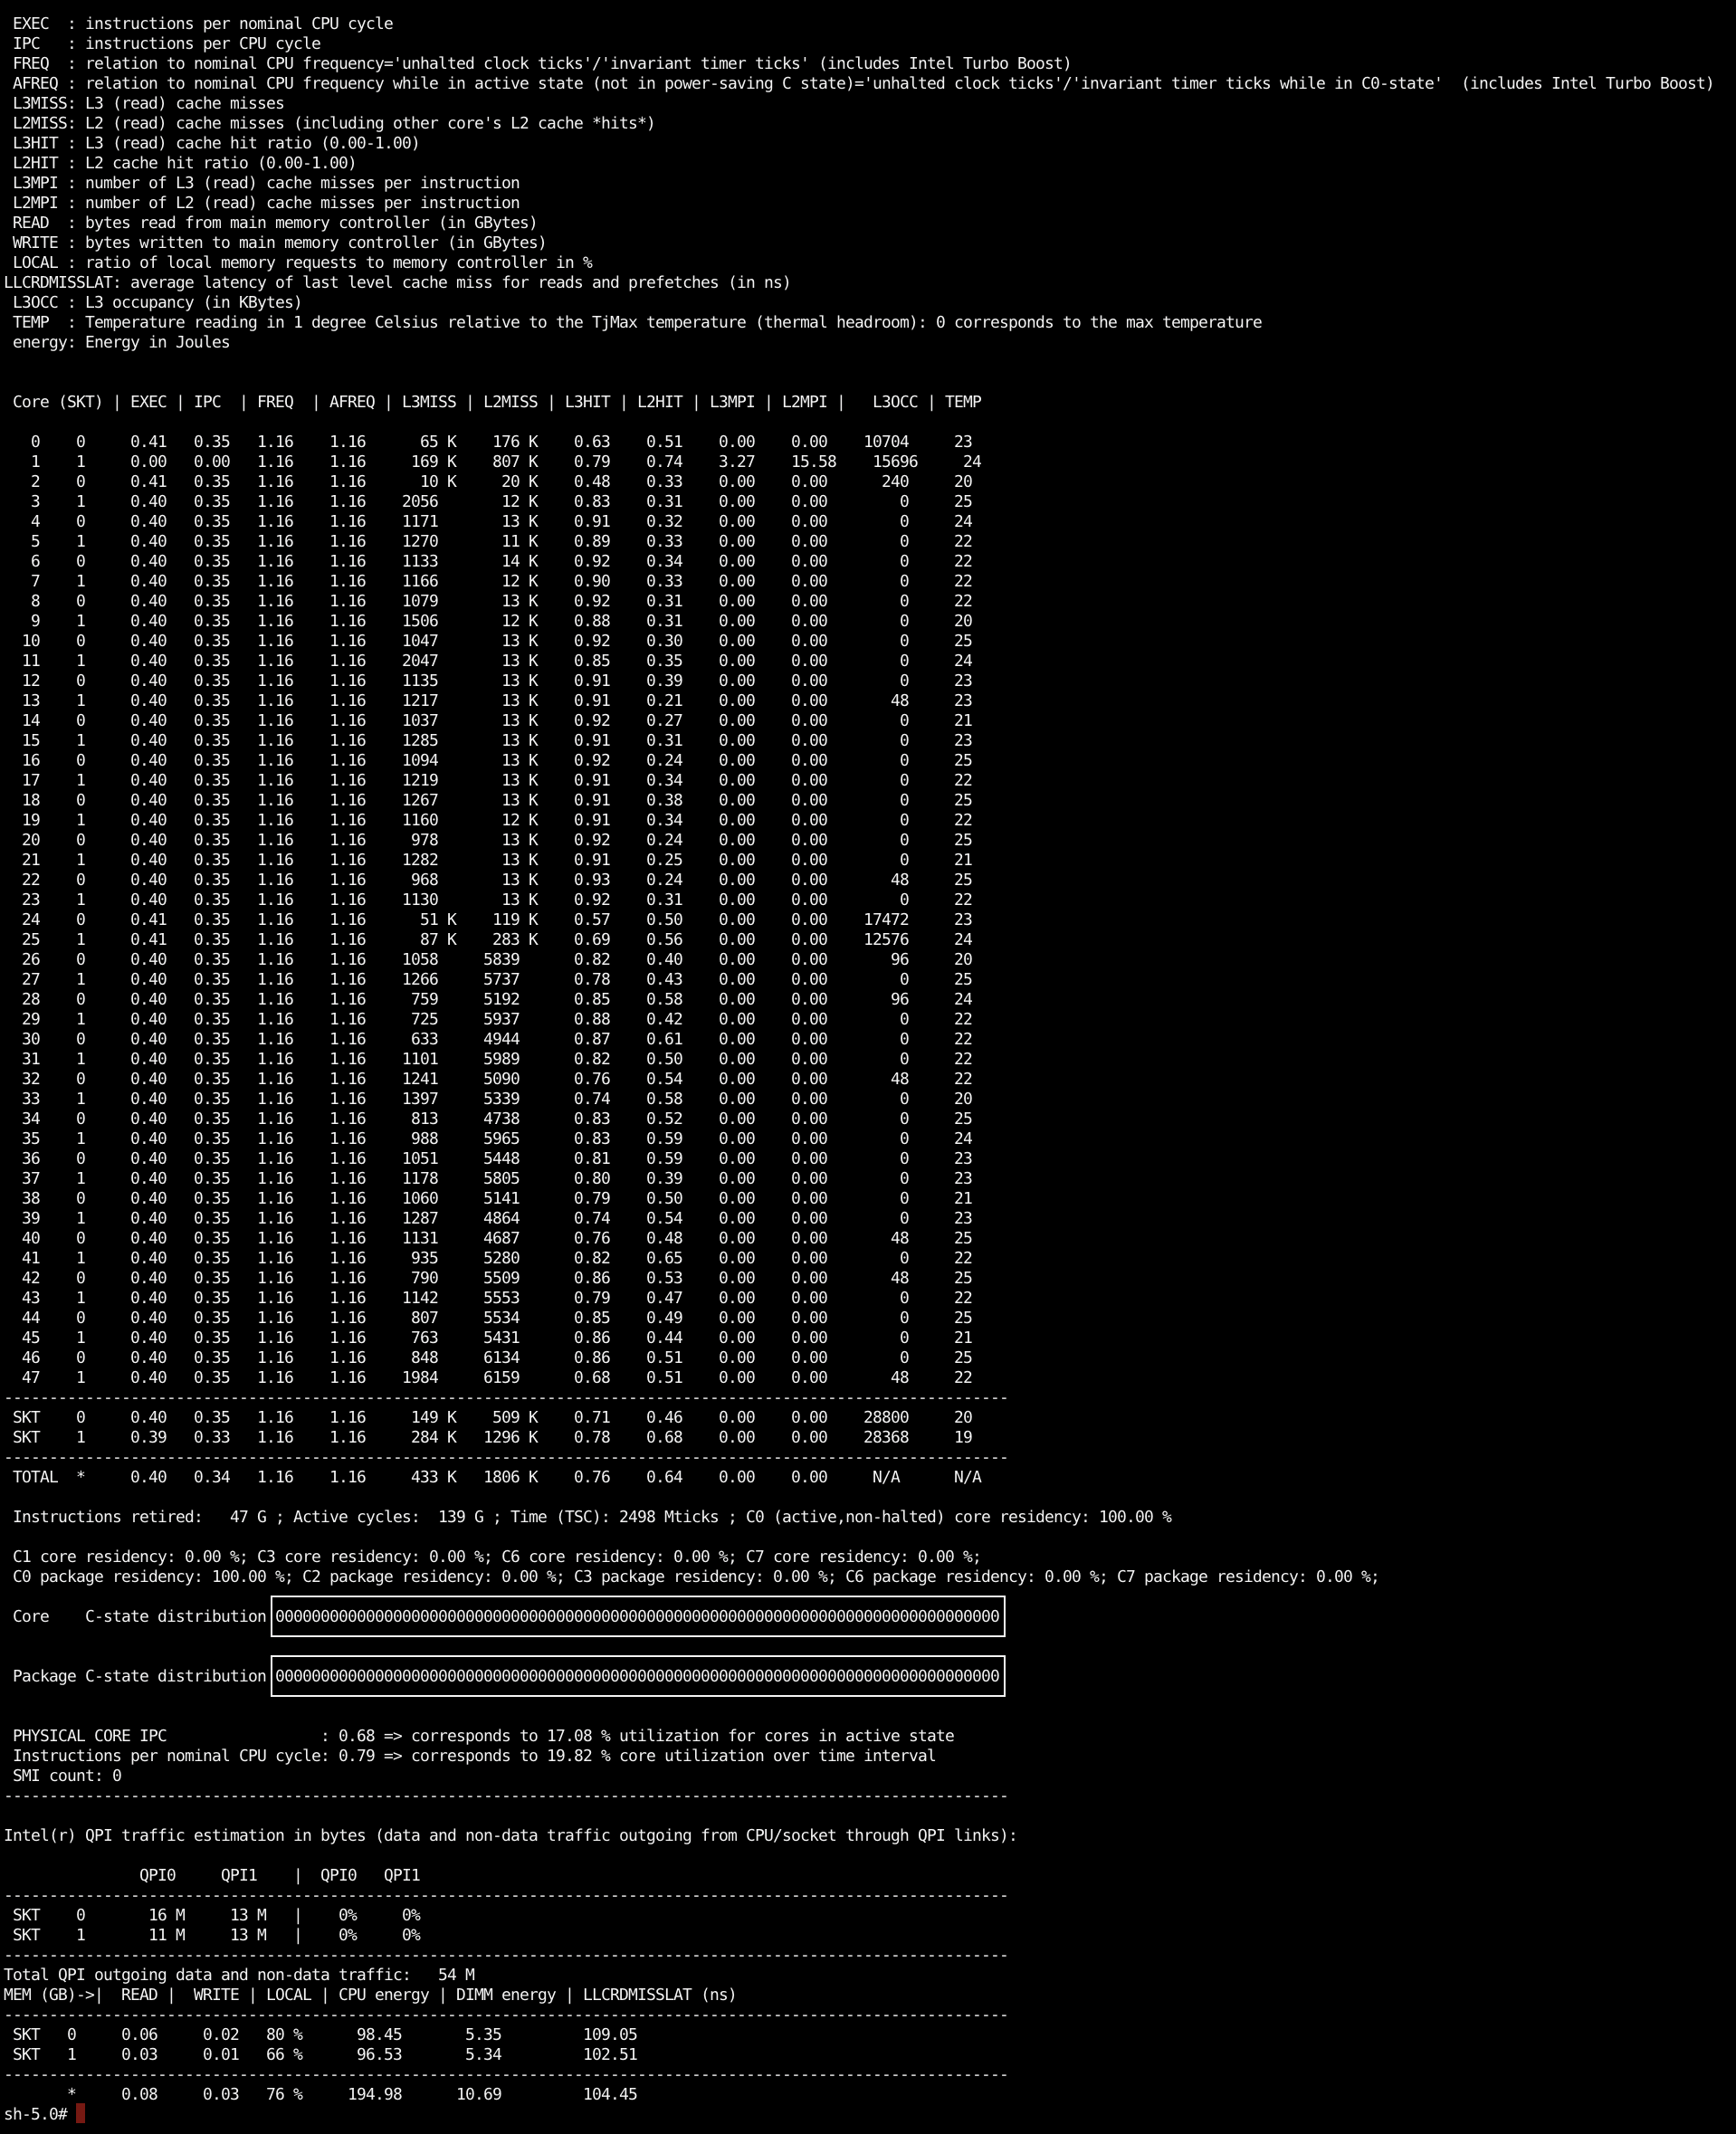 EXEC  : instructions per nominal CPU cycle
IPC   : instructions per CPU cycle
FREQ  : relation to nominal CPU frequency='unhalted clock ticks'/'invariant timer ticks' (includes Intel Turbo Boost)
AFREQ : relation to nominal CPU frequency while in active state (not in power-saving C state)='unhalted clock ticks'/'invariant timer ticks while in C0-state'  (includes Intel Turbo Boost)
L3MISS: L3 (read) cache misses
L2MISS: L2 (read) cache misses (including other core's L2 cache *hits*)
L3HIT : L3 (read) cache hit ratio (0.00-1.00)
L2HIT : L2 cache hit ratio (0.00-1.00)
L3MPI : number of L3 (read) cache misses per instruction
L2MPI : number of L2 (read) cache misses per instruction
READ  : bytes read from main memory controller (in GBytes)
WRITE : bytes written to main memory controller (in GBytes)
LOCAL : ratio of local memory requests to memory controller in %
LLCRDMISSLAT: average latency of last level cache miss for reads and prefetches (in ns)
L3OCC : L3 occupancy (in KBytes)
TEMP  : Temperature reading in 1 degree Celsius relative to the TjMax temperature (thermal headroom): 0 corresponds to the max temperature
energy: Energy in Joules
Core (SKT) | EXEC | IPC  | FREQ  | AFREQ | L3MISS | L2MISS | L3HIT | L2HIT | L3MPI | L2MPI |   L3OCC | TEMP
0 0 0.41 0.35 1.16 1.16 65 K 176 K 0.63 0.51 0.00 0.00 10704 23
1 1 0.00 0.00 1.16 1.16 169 K 807 K 0.79 0.74 3.27 15.58 15696 24
2 0 0.41 0.35 1.16 1.16 10 K 20 K 0.48 0.33 0.00 0.00 240 20
3 1 0.40 0.35 1.16 1.16 2056 12 K 0.83 0.31 0.00 0.00 0 25
4 0 0.40 0.35 1.16 1.16 1171 13 K 0.91 0.32 0.00 0.00 0 24
5 1 0.40 0.35 1.16 1.16 1270 11 K 0.89 0.33 0.00 0.00 0 22
6 0 0.40 0.35 1.16 1.16 1133 14 K 0.92 0.34 0.00 0.00 0 22
7 1 0.40 0.35 1.16 1.16 1166 12 K 0.90 0.33 0.00 0.00 0 22
8 0 0.40 0.35 1.16 1.16 1079 13 K 0.92 0.31 0.00 0.00 0 22
9 1 0.40 0.35 1.16 1.16 1506 12 K 0.88 0.31 0.00 0.00 0 20
10 0 0.40 0.35 1.16 1.16 1047 13 K 0.92 0.30 0.00 0.00 0 25
11 1 0.40 0.35 1.16 1.16 2047 13 K 0.85 0.35 0.00 0.00 0 24
12 0 0.40 0.35 1.16 1.16 1135 13 K 0.91 0.39 0.00 0.00 0 23
13 1 0.40 0.35 1.16 1.16 1217 13 K 0.91 0.21 0.00 0.00 48 23
14 0 0.40 0.35 1.16 1.16 1037 13 K 0.92 0.27 0.00 0.00 0 21
15 1 0.40 0.35 1.16 1.16 1285 13 K 0.91 0.31 0.00 0.00 0 23
16 0 0.40 0.35 1.16 1.16 1094 13 K 0.92 0.24 0.00 0.00 0 25
17 1 0.40 0.35 1.16 1.16 1219 13 K 0.91 0.34 0.00 0.00 0 22
18 0 0.40 0.35 1.16 1.16 1267 13 K 0.91 0.38 0.00 0.00 0 25
19 1 0.40 0.35 1.16 1.16 1160 12 K 0.91 0.34 0.00 0.00 0 22
20 0 0.40 0.35 1.16 1.16 978 13 K 0.92 0.24 0.00 0.00 0 25
21 1 0.40 0.35 1.16 1.16 1282 13 K 0.91 0.25 0.00 0.00 0 21
22 0 0.40 0.35 1.16 1.16 968 13 K 0.93 0.24 0.00 0.00 48 25
23 1 0.40 0.35 1.16 1.16 1130 13 K 0.92 0.31 0.00 0.00 0 22
24 0 0.41 0.35 1.16 1.16 51 K 119 K 0.57 0.50 0.00 0.00 17472 23
25 1 0.41 0.35 1.16 1.16 87 K 283 K 0.69 0.56 0.00 0.00 12576 24
26 0 0.40 0.35 1.16 1.16 1058 5839 0.82 0.40 0.00 0.00 96 20
27 1 0.40 0.35 1.16 1.16 1266 5737 0.78 0.43 0.00 0.00 0 25
28 0 0.40 0.35 1.16 1.16 759 5192 0.85 0.58 0.00 0.00 96 24
29 1 0.40 0.35 1.16 1.16 725 5937 0.88 0.42 0.00 0.00 0 22
30 0 0.40 0.35 1.16 1.16 633 4944 0.87 0.61 0.00 0.00 0 22
31 1 0.40 0.35 1.16 1.16 1101 5989 0.82 0.50 0.00 0.00 0 22
32 0 0.40 0.35 1.16 1.16 1241 5090 0.76 0.54 0.00 0.00 48 22
33 1 0.40 0.35 1.16 1.16 1397 5339 0.74 0.58 0.00 0.00 0 20
34 0 0.40 0.35 1.16 1.16 813 4738 0.83 0.52 0.00 0.00 0 25
35 1 0.40 0.35 1.16 1.16 988 5965 0.83 0.59 0.00 0.00 0 24
36 0 0.40 0.35 1.16 1.16 1051 5448 0.81 0.59 0.00 0.00 0 23
37 1 0.40 0.35 1.16 1.16 1178 5805 0.80 0.39 0.00 0.00 0 23
38 0 0.40 0.35 1.16 1.16 1060 5141 0.79 0.50 0.00 0.00 0 21
39 1 0.40 0.35 1.16 1.16 1287 4864 0.74 0.54 0.00 0.00 0 23
40 0 0.40 0.35 1.16 1.16 1131 4687 0.76 0.48 0.00 0.00 48 25
41 1 0.40 0.35 1.16 1.16 935 5280 0.82 0.65 0.00 0.00 0 22
42 0 0.40 0.35 1.16 1.16 790 5509 0.86 0.53 0.00 0.00 48 25
43 1 0.40 0.35 1.16 1.16 1142 5553 0.79 0.47 0.00 0.00 0 22
44 0 0.40 0.35 1.16 1.16 807 5534 0.85 0.49 0.00 0.00 0 25
45 1 0.40 0.35 1.16 1.16 763 5431 0.86 0.44 0.00 0.00 0 21
46 0 0.40 0.35 1.16 1.16 848 6134 0.86 0.51 0.00 0.00 0 25
47 1 0.40 0.35 1.16 1.16 1984 6159 0.68 0.51 0.00 0.00 48 22
---------------------------------------------------------------------------------------------------------------
SKT 0 0.40 0.35 1.16 1.16 149 K 509 K 0.71 0.46 0.00 0.00 28800 20
SKT 1 0.39 0.33 1.16 1.16 284 K 1296 K 0.78 0.68 0.00 0.00 28368 19
---------------------------------------------------------------------------------------------------------------
TOTAL * 0.40 0.34 1.16 1.16 433 K 1806 K 0.76 0.64 0.00 0.00 N/A N/A
Instructions retired:   47 G ; Active cycles:  139 G ; Time (TSC): 2498 Mticks ; C0 (active,non-halted) core residency: 100.00 %
C1 core residency: 0.00 %; C3 core residency: 0.00 %; C6 core residency: 0.00 %; C7 core residency: 0.00 %;
C0 package residency: 100.00 %; C2 package residency: 0.00 %; C3 package residency: 0.00 %; C6 package residency: 0.00 %; C7 package residency: 0.00 %;
Core    C-state distribution 00000000000000000000000000000000000000000000000000000000000000000000000000000000
Package C-state distribution 00000000000000000000000000000000000000000000000000000000000000000000000000000000
PHYSICAL CORE IPC                 : 0.68 => corresponds to 17.08 % utilization for cores in active state
Instructions per nominal CPU cycle: 0.79 => corresponds to 19.82 % core utilization over time interval
SMI count: 0
---------------------------------------------------------------------------------------------------------------
Intel(r) QPI traffic estimation in bytes (data and non-data traffic outgoing from CPU/socket through QPI links):
QPI0     QPI1    |  QPI0   QPI1
---------------------------------------------------------------------------------------------------------------
SKT    0       16 M     13 M   |    0%     0%
SKT    1       11 M     13 M   |    0%     0%
---------------------------------------------------------------------------------------------------------------
Total QPI outgoing data and non-data traffic:   54 M
MEM (GB)->|  READ |  WRITE | LOCAL | CPU energy | DIMM energy | LLCRDMISSLAT (ns)
---------------------------------------------------------------------------------------------------------------
SKT   0     0.06     0.02   80 %      98.45       5.35         109.05
SKT   1     0.03     0.01   66 %      96.53       5.34         102.51
---------------------------------------------------------------------------------------------------------------
*     0.08     0.03   76 %     194.98      10.69         104.45
sh-5.0#